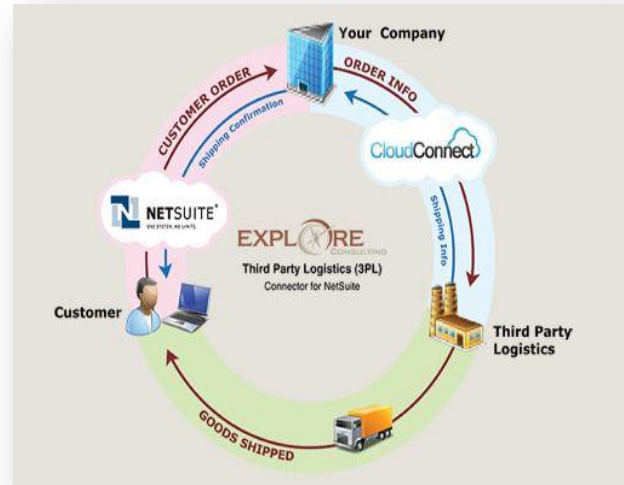 Your Company
CUSTOMER ORDER
ORDER INFO
Shipping Confirmation
CloudConnect
NETSUITE
ONE SYSTEM. NO LIMITS.
Shipping Info
EXPLORE
CONSULTING
Third Party Logistics (3PL)
Connector for NetSuite
Customer
Third Party
Logistics
GOODS SHIPPED